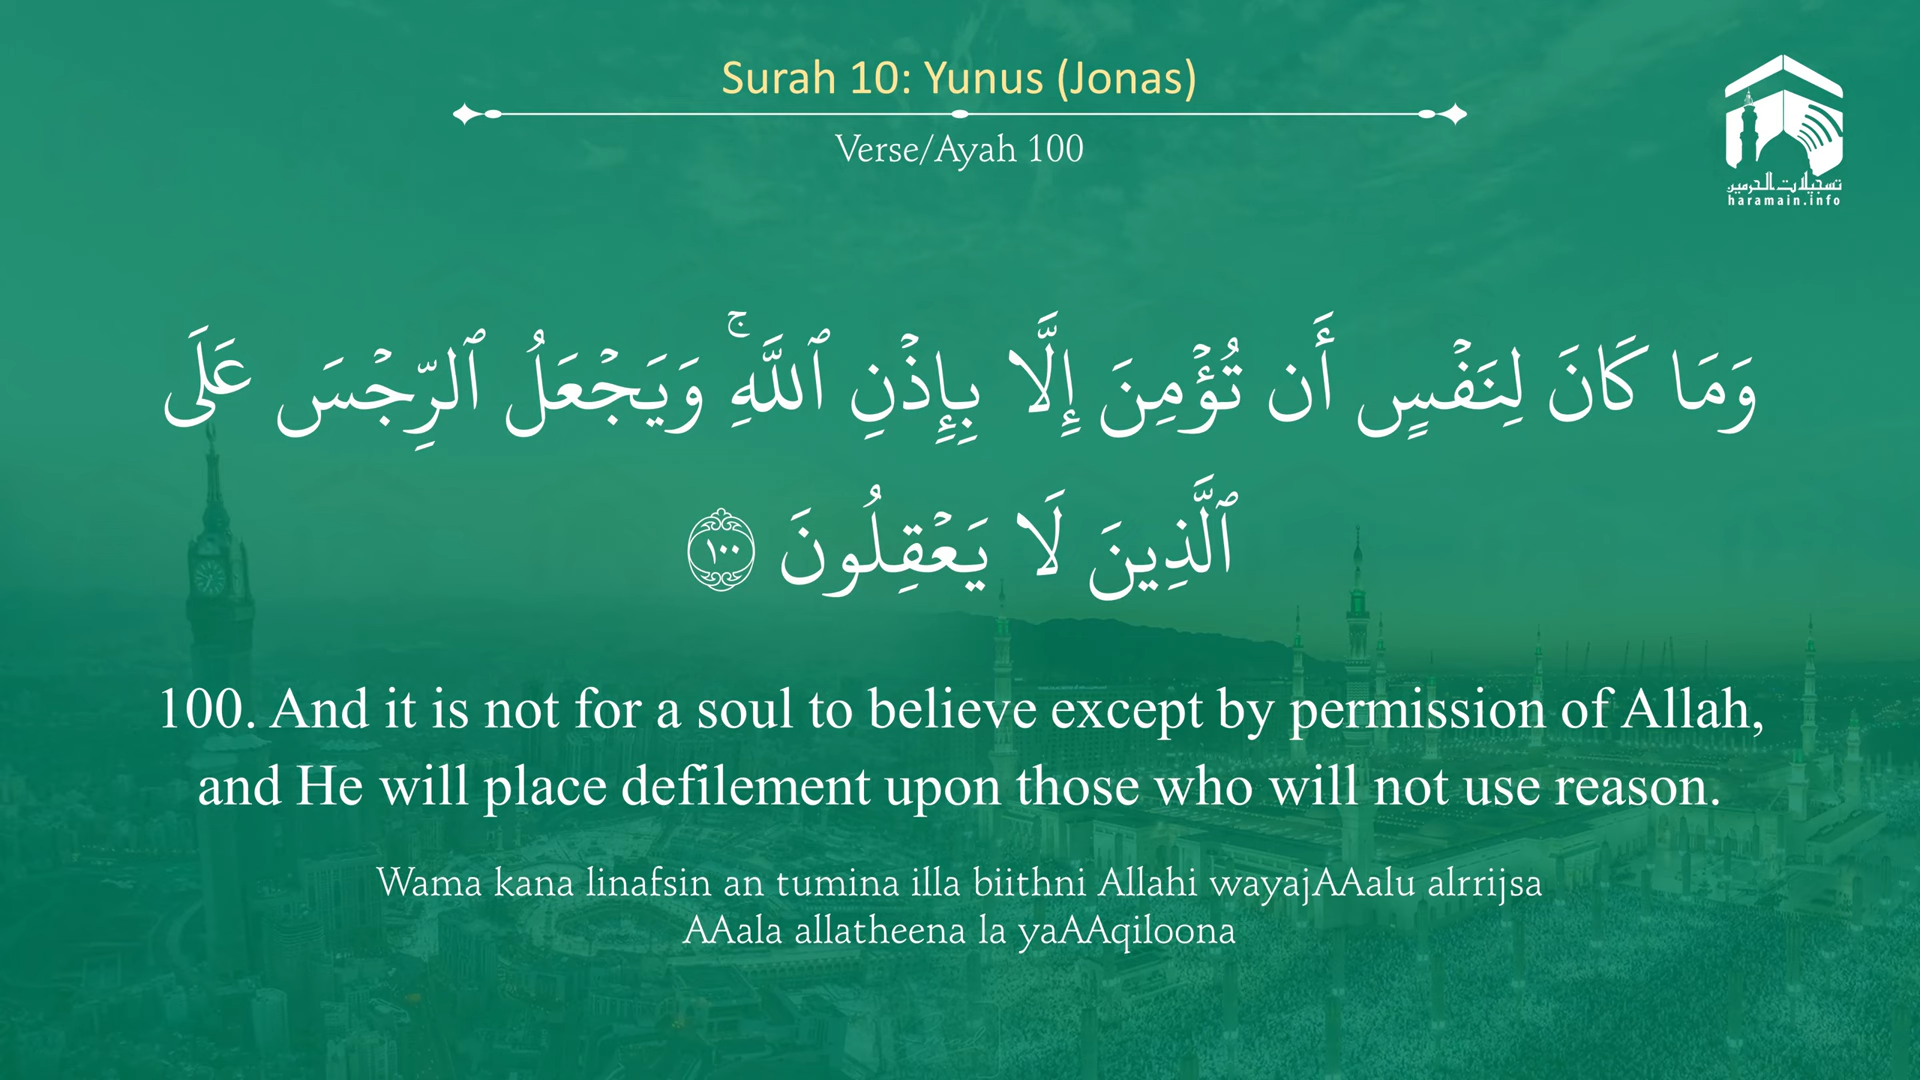 Surah 10: Yunus (Jonas)
Verse/Ayah 100
تسجيلات الحرمين
haramain.info
وَمَا كَانَ لِنَفۡسٍ أَن تُؤۡمِنَ إِلَّا بِإِذۡنِ ٱللَّهِۚ وَيَجۡعَلُ ٱلرِّجۡسَ عَلَى
ٱلَّذِينَ لَا يَعۡقِلُونَ ١٠٠
100. And it is not for a soul to believe except by permission of Allah,
and He will place defilement upon those who will not use reason.
Wama kana linafsin an tumina illa biithni Allahi wayajAAalu alrrijsa
AAala allatheena la yaAAqiloona